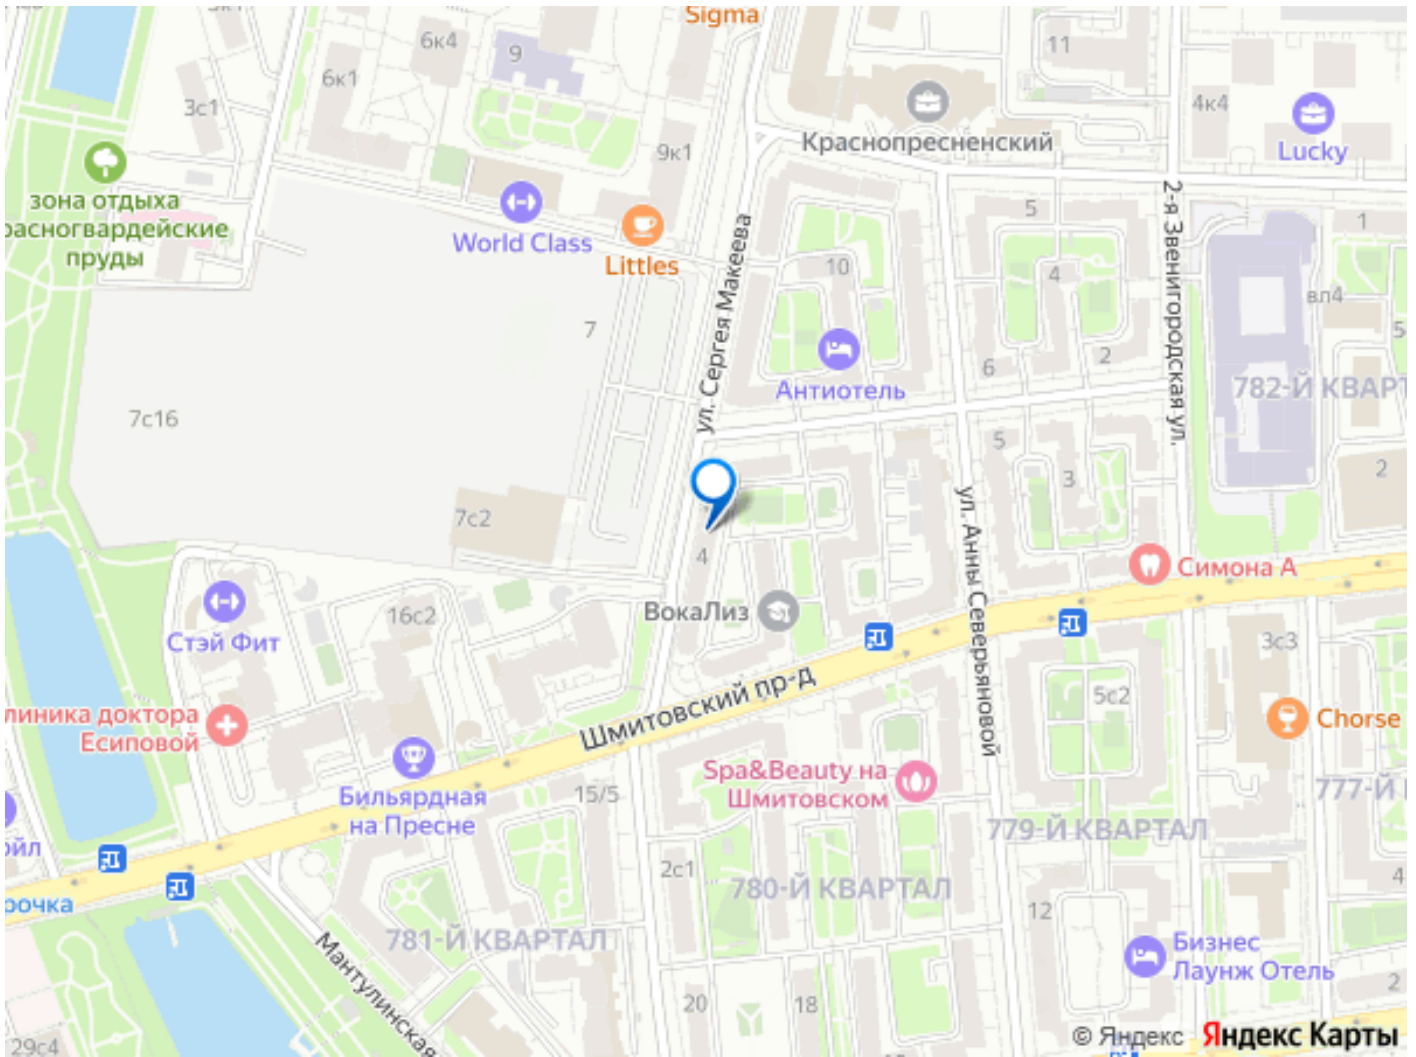 Sigma
3к1
6к4
9
11
6к1
3с1
4к4
Краснопресненский
Lucky
9к1
зона отдыха
расногвардейские
пруды
World Class
Littles
ул. Сергея Макеева
2-я Звенигородская ул.
5
1
10
4
вл4
7
5
Антиотель
6
2
782-Й КВАРТ
7с16
5
3
2
7с2
ул. Анны Северьяновой
4
Симона А
16с2
ВокаЛиз
Стэй Фит
3с3
Шмитовский пр-д
5с2
линика доктора
Есиповой
Chorse
Spa&Beauty на
Шмитовском
Бильярдная
на Пресне
15/5
777-Й К
779-Й КВАРТАЛ
ойл
2с1
780-Й КВАРТАЛ
4
рочка
12
781-Й КВАРТАЛ
Мантулинская
Бизнес
Лаунж Отель
20
18
2
29с4
© Яндекс Яндекс Карты